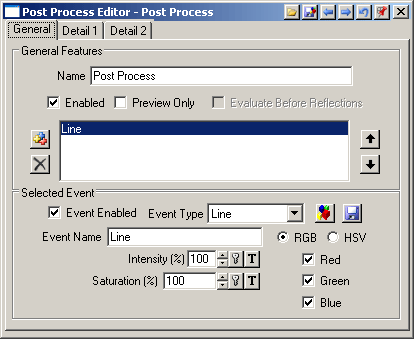 Post Process Editor - Post Process
General Detail 1 Detail 2
General Features
Name Post Process
Enabled Preview Only Evaluate Before Reflections
Line
Selected Event
Event Enabled Event Type Line
Event Name Line RGB HSV
Intensity (%) 100 T Red
Saturation (%) 100 T Green
Blue